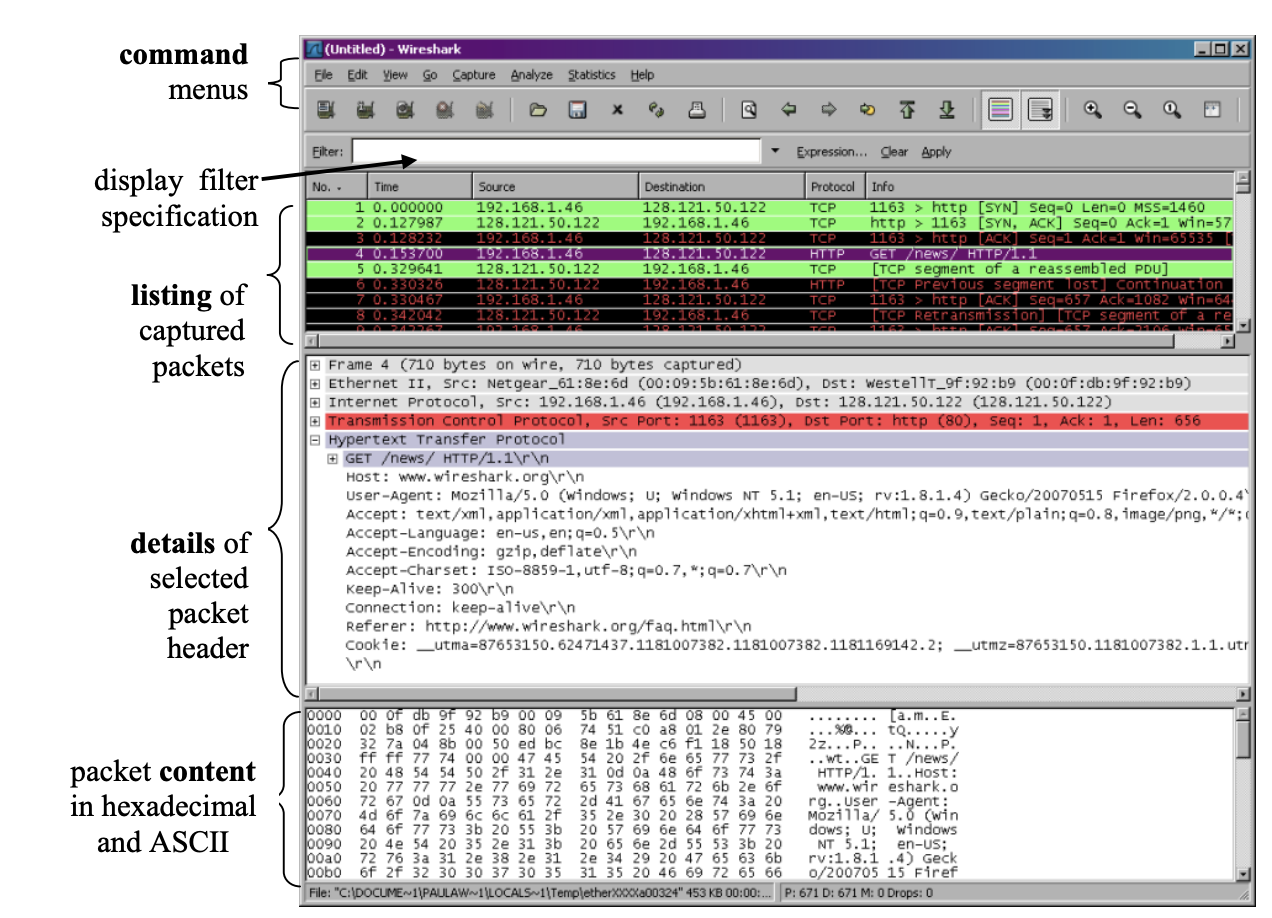 command
menus
display filter
specification
listing of
captured
packets
details of
selected
packet
header
packet content
in hexadecimal
and ASCII
(Untitled) - Wireshark
File Edit View Go Capture Analyze Statistics Help
Filter: Expression... Clear Apply
No. Time Source Destination Protocol Info
1 0.000000 192.168.1.46 128.121.50.122 TCP 1163 > http [SYN] Seq=0 Len=0 MSS=1460
2 0.127987 128.121.50.122 192.168.1.46 TCP http > 1163 [SYN, ACK] Seq=0 Ack=1 Win=57
3 0.128232 192.168.1.46 128.121.50.122 TCP 1163 > http [ACK] Seq=1 Ack=1 Win=65535 [
4 0.153700 192.168.1.46 128.121.50.122 HTTP GET /news/ HTTP/1.1
5 0.329641 128.121.50.122 192.168.1.46 TCP [TCP segment of a reassembled PDU]
6 0.330326 128.121.50.122 192.168.1.46 HTTP [TCP Previous segment lost] Continuation
7 0.330467 192.168.1.46 128.121.50.122 TCP 1163 > http [ACK] Seq=657 Ack=1082 Win=64
8 0.342042 128.121.50.122 192.168.1.46 TCP [TCP Retransmission] [TCP segment of a re
Frame 4 (710 bytes on wire, 710 bytes captured)
Ethernet II, Src: Netgear_61:8e:6d (00:09:5b:61:8e:6d), Dst: WestellT_9f:92:b9 (00:0f:db:9f:92:b9)
Internet Protocol, Src: 192.168.1.46 (192.168.1.46), Dst: 128.121.50.122 (128.121.50.122)
Transmission Control Protocol, Src Port: 1163 (1163), Dst Port: http (80), Seq: 1, Ack: 1, Len: 656
Hypertext Transfer Protocol
GET /news/ HTTP/1.1\r\n
Host: www.wireshark.org\r\n
User-Agent: Mozilla/5.0 (Windows; U; Windows NT 5.1; en-US; rv:1.8.1.4) Gecko/20070515 Firefox/2.0.0.4\
Accept: text/xml,application/xml,application/xhtml+xml,text/html;q=0.9,text/plain;q=0.8,image/png,*/*;q
Accept-Language: en-us,en;q=0.5\r\n
Accept-Encoding: gzip,deflate\r\n
Accept-Charset: ISO-8859-1,utf-8;q=0.7,*;q=0.7\r\n
Keep-Alive: 300\r\n
Connection: keep-alive\r\n
Referer: http://www.wireshark.org/faq.html\r\n
Cookie: __utma=87653150.62471437.1181007382.1181007382.1181169142.2; __utmz=87653150.1181007382.1.1.utm
\r\n
0000 00 0f db 9f 92 b9 00 09 5b 61 8e 6d 08 00 45 00 ........ [a.m..E.
0010 02 b8 0f 25 40 00 80 06 74 51 c0 a8 01 2e 80 79 ...%@... tQ.....y
0020 32 7a 04 8b 00 50 ed bc 8e 1b 4e c6 f1 18 50 18 2z...P.. ..N...P.
0030 ff ff 77 74 00 00 47 45 54 20 2f 6e 65 77 73 2f ..wt..GE T /news/
0040 20 48 54 54 50 2f 31 2e 31 0d 0a 48 6f 73 74 3a HTTP/1. 1..Host:
0050 20 77 77 77 2e 77 69 72 65 73 68 61 72 6b 2e 6f www.wir eshark.o
0060 72 67 0d 0a 55 73 65 72 2d 41 67 65 6e 74 3a 20 rg..User -Agent:
0070 4d 6f 7a 69 6c 6c 61 2f 35 2e 30 20 28 57 69 6e Mozilla/ 5.0 (Win
0080 64 6f 77 73 3b 20 55 3b 20 57 69 6e 64 6f 77 73 dows; U; Windows
0090 20 4e 54 20 35 2e 31 3b 20 65 6e 2d 55 53 3b 20 NT 5.1; en-US;
00a0 72 76 3a 31 2e 38 2e 31 2e 34 29 20 47 65 63 6b rv:1.8.1 .4) Geck
00b0 6f 2f 32 30 30 37 30 35 31 35 20 46 69 72 65 66 o/200705 15 Firef
File: "C:\DOCUME~1\PAULAW~1\LOCALS~1\Temp\etherXXXXa00324" 453 KB 00:00:... P: 671 D: 671 M: 0 Drops: 0